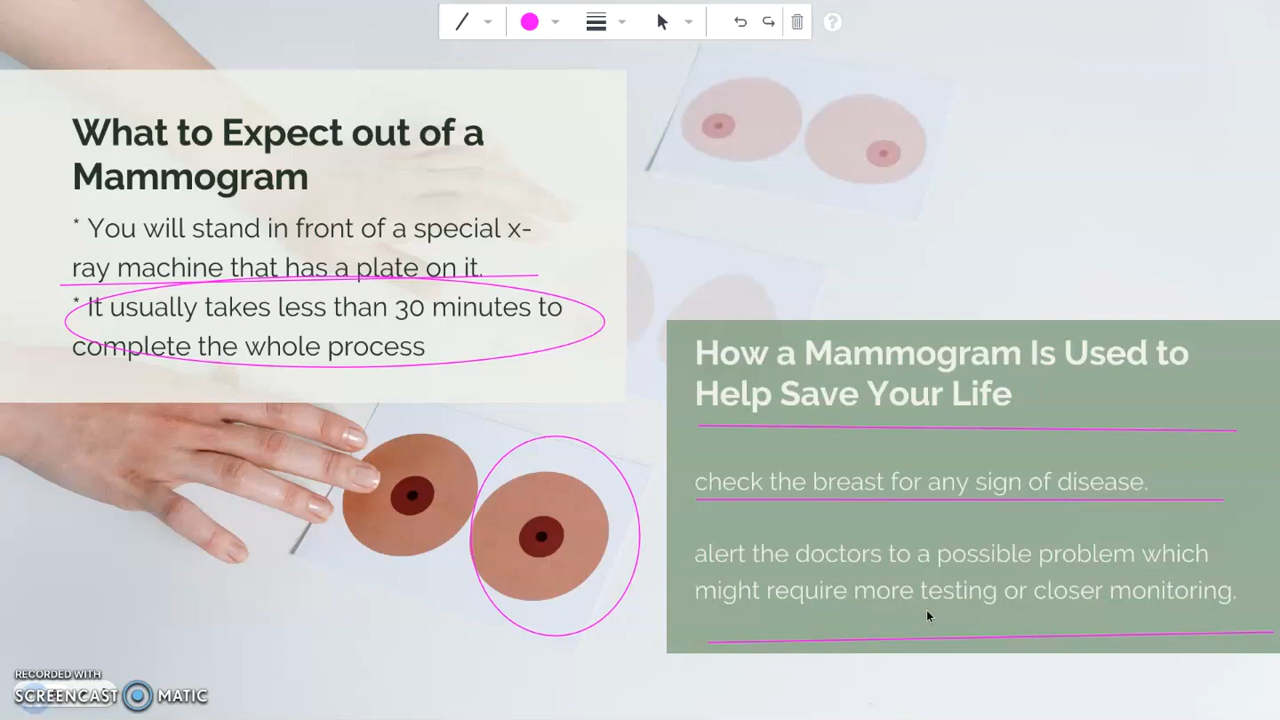 What to Expect out of a
Mammogram
* You will stand in front of a special x-
ray machine that has a plate on it.
* It usually takes less than 30 minutes to
complete the whole process
How a Mammogram Is Used to
Help Save Your Life
check the breast for any sign of disease.
alert the doctors to a possible problem which
might require more testing or closer monitoring.
?
RECORDED WITH
SCREENCAST MATIC